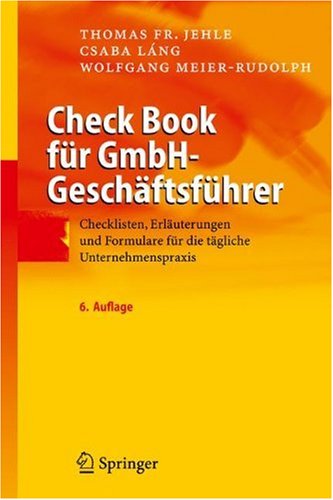 THOMAS FR. JEHLE
CSABA LÁNG
WOLFGANG MEIER-RUDOLPH
Check Book
für GmbH-
Geschäftsführer
Checklisten, Erläuterungen
und Formulare für die tägliche
Unternehmenspraxis
6. Auflage
Springer